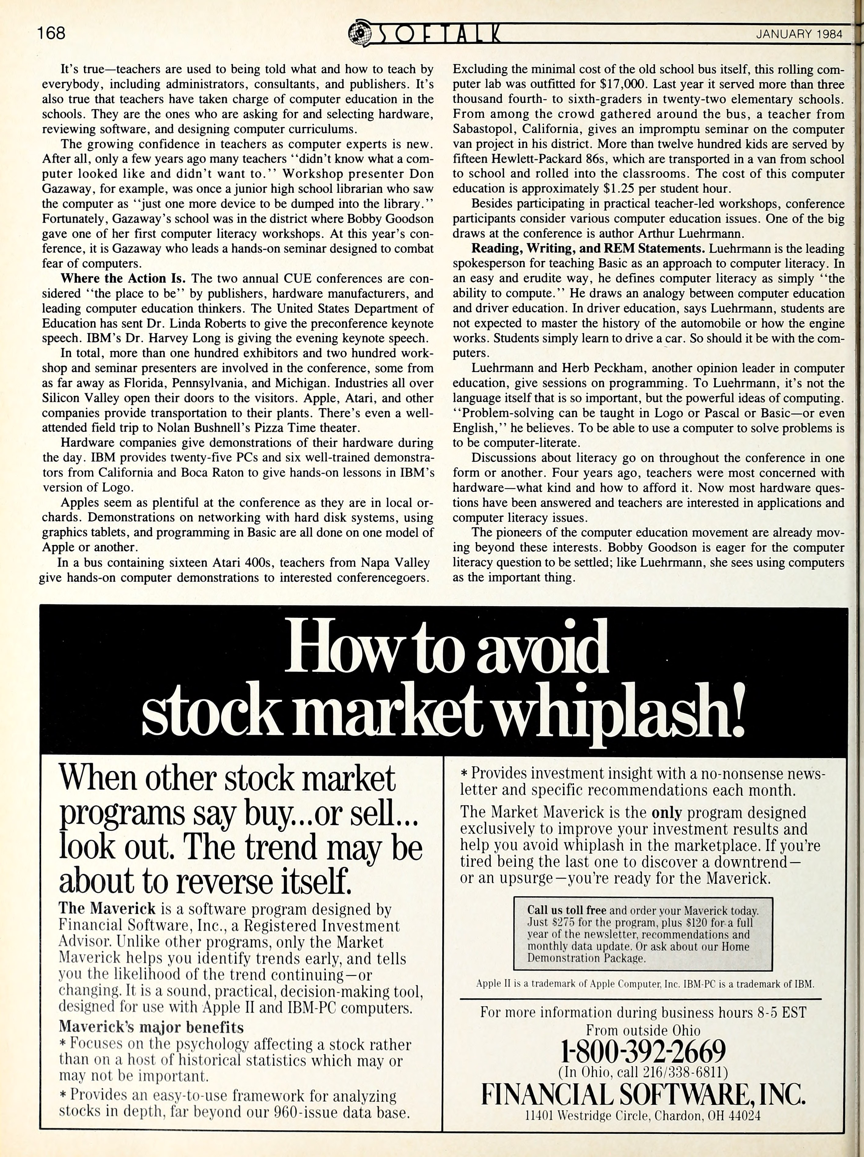 168
SOFTALK
JANUARY 1984
It's true—teachers are used to being told what and how to teach by
everybody, including administrators, consultants, and publishers. It's
also true that teachers have taken charge of computer education in the
schools. They are the ones who are asking for and selecting hardware,
reviewing software, and designing computer curriculums.
The growing confidence in teachers as computer experts is new.
After all, only a few years ago many teachers "didn't know what a com-
puter looked like and didn't want to." Workshop presenter Don
Gazaway, for example, was once a junior high school librarian who saw
the computer as "just one more device to be dumped into the library."
Fortunately, Gazaway's school was in the district where Bobby Goodson
gave one of her first computer literacy workshops. At this year's con-
ference, it is Gazaway who leads a hands-on seminar designed to combat
fear of computers.
Where the Action Is. The two annual CUE conferences are con-
sidered "the place to be" by publishers, hardware manufacturers, and
leading computer education thinkers. The United States Department of
Education has sent Dr. Linda Roberts to give the preconference keynote
speech. IBM's Dr. Harvey Long is giving the evening keynote speech.
In total, more than one hundred exhibitors and two hundred work-
shop and seminar presenters are involved in the conference, some from
as far away as Florida, Pennsylvania, and Michigan. Industries all over
Silicon Valley open their doors to the visitors. Apple, Atari, and other
companies provide transportation to their plants. There's even a well-
attended field trip to Nolan Bushnell's Pizza Time theater.
Hardware companies give demonstrations of their hardware during
the day. IBM provides twenty-five PCs and six well-trained demonstra-
tors from California and Boca Raton to give hands-on lessons in IBM's
version of Logo.
Apples seem as plentiful at the conference as they are in local or-
chards. Demonstrations on networking with hard disk systems, using
graphics tablets, and programming in Basic are all done on one model of
Apple or another.
In a bus containing sixteen Atari 400s, teachers from Napa Valley
give hands-on computer demonstrations to interested conferencegoers.
Excluding the minimal cost of the old school bus itself, this rolling com-
puter lab was outfitted for $17,000. Last year it served more than three
thousand fourth- to sixth-graders in twenty-two elementary schools.
From among the crowd gathered around the bus, a teacher from
Sabastopol, California, gives an impromptu seminar on the computer
van project in his district. More than twelve hundred kids are served by
fifteen Hewlett-Packard 86s, which are transported in a van from school
to school and rolled into the classrooms. The cost of this computer
education is approximately $1.25 per student hour.
Besides participating in practical teacher-led workshops, conference
participants consider various computer education issues. One of the big
draws at the conference is author Arthur Luehrmann.
Reading, Writing, and REM Statements. Luehrmann is the leading
spokesperson for teaching Basic as an approach to computer literacy. In
an easy and erudite way, he defines computer literacy as simply "the
ability to compute." He draws an analogy between computer education
and driver education. In driver education, says Luehrmann, students are
not expected to master the history of the automobile or how the engine
works. Students simply learn to drive a car. So should it be with the com-
puters.
Luehrmann and Herb Peckham, another opinion leader in computer
education, give sessions on programming. To Luehrmann, it's not the
language itself that is so important, but the powerful ideas of computing.
"Problem-solving can be taught in Logo or Pascal or Basic—or even
English," he believes. To be able to use a computer to solve problems is
to be computer-literate.
Discussions about literacy go on throughout the conference in one
form or another. Four years ago, teachers were most concerned with
hardware—what kind and how to afford it. Now most hardware ques-
tions have been answered and teachers are interested in applications and
computer literacy issues.
The pioneers of the computer education movement are already mov-
ing beyond these interests. Bobby Goodson is eager for the computer
literacy question to be settled; like Luehrmann, she sees using computers
as the important thing.
How to avoid
stock market whiplash!
When other stock market
programs say buy...or sell...
look out. The trend may be
about to reverse itself.
The Maverick is a software program designed by
Financial Software, Inc., a Registered Investment
Advisor. Unlike other programs, only the Market
Maverick helps you identify trends early, and tells
you the likelihood of the trend continuing—or
changing. It is a sound, practical, decision-making tool,
designed for use with Apple II and IBM-PC computers.
Maverick's major benefits
* Focuses on the psychology affecting a stock rather
than on a host of historical statistics which may or
may not be important.
* Provides an easy-to-use framework for analyzing
stocks in depth, far beyond our 960-issue data base.
* Provides investment insight with a no-nonsense news-
letter and specific recommendations each month.
The Market Maverick is the only program designed
exclusively to improve your investment results and
help you avoid whiplash in the marketplace. If you're
tired being the last one to discover a downtrend—
or an upsurge—you're ready for the Maverick.
Call us toll free and order your Maverick today.
Just $275 for the program, plus $120 for a full
year of the newsletter, recommendations and
monthly data update. Or ask about our Home
Demonstration Package.
Apple II is a trademark of Apple Computer, Inc. IBM-PC is a trademark of IBM.
For more information during business hours 8-5 EST
From outside Ohio
1-800-392-2669
(In Ohio, call 216/338-6811)
FINANCIAL SOFTWARE, INC.
11401 Westridge Circle, Chardon, OH 44024